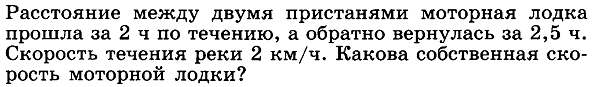 Расстояние между двумя пристанями моторная лодка
прошла за 2 ч по течению, а обратно вернулась за 2,5 ч.
Скорость течения реки 2 км/ч. Какова собственная ско-
рость моторной лодки?